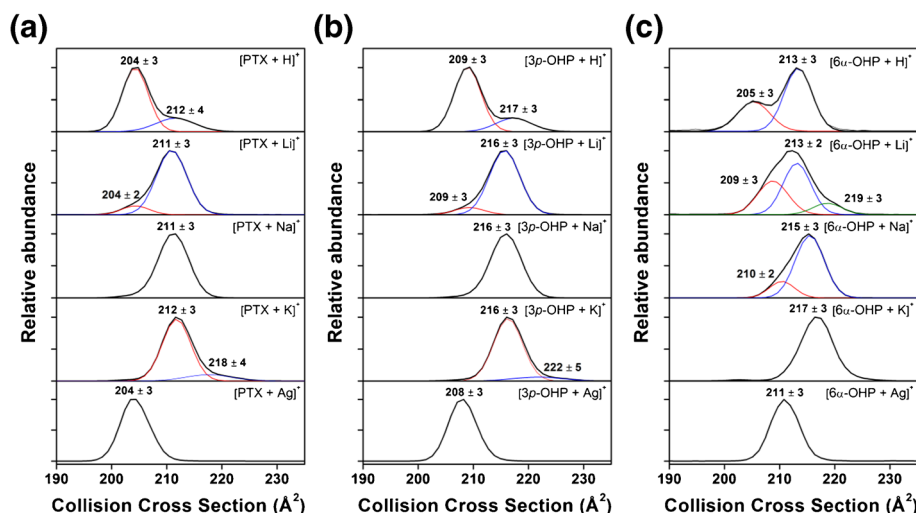 (a)
Relative abundance
[PTX + H]⁺
204 ± 3
212 ± 4
[PTX + Li]⁺
211 ± 3
204 ± 2
[PTX + Na]⁺
211 ± 3
[PTX + K]⁺
212 ± 3
218 ± 4
[PTX + Ag]⁺
204 ± 3
190 200 210 220 230
Collision Cross Section (Å²)
(b)
Relative abundance
[3p-OHP + H]⁺
209 ± 3
217 ± 3
[3p-OHP + Li]⁺
216 ± 3
209 ± 3
[3p-OHP + Na]⁺
216 ± 3
[3p-OHP + K]⁺
216 ± 3
222 ± 5
[3p-OHP + Ag]⁺
208 ± 3
190 200 210 220 230
Collision Cross Section (Å²)
(c)
Relative abundance
[6α-OHP + H]⁺
213 ± 3
205 ± 3
[6α-OHP + Li]⁺
213 ± 2
209 ± 3
219 ± 3
[6α-OHP + Na]⁺
215 ± 3
210 ± 2
[6α-OHP + K]⁺
217 ± 3
[6α-OHP + Ag]⁺
211 ± 3
190 200 210 220 230
Collision Cross Section (Å²)